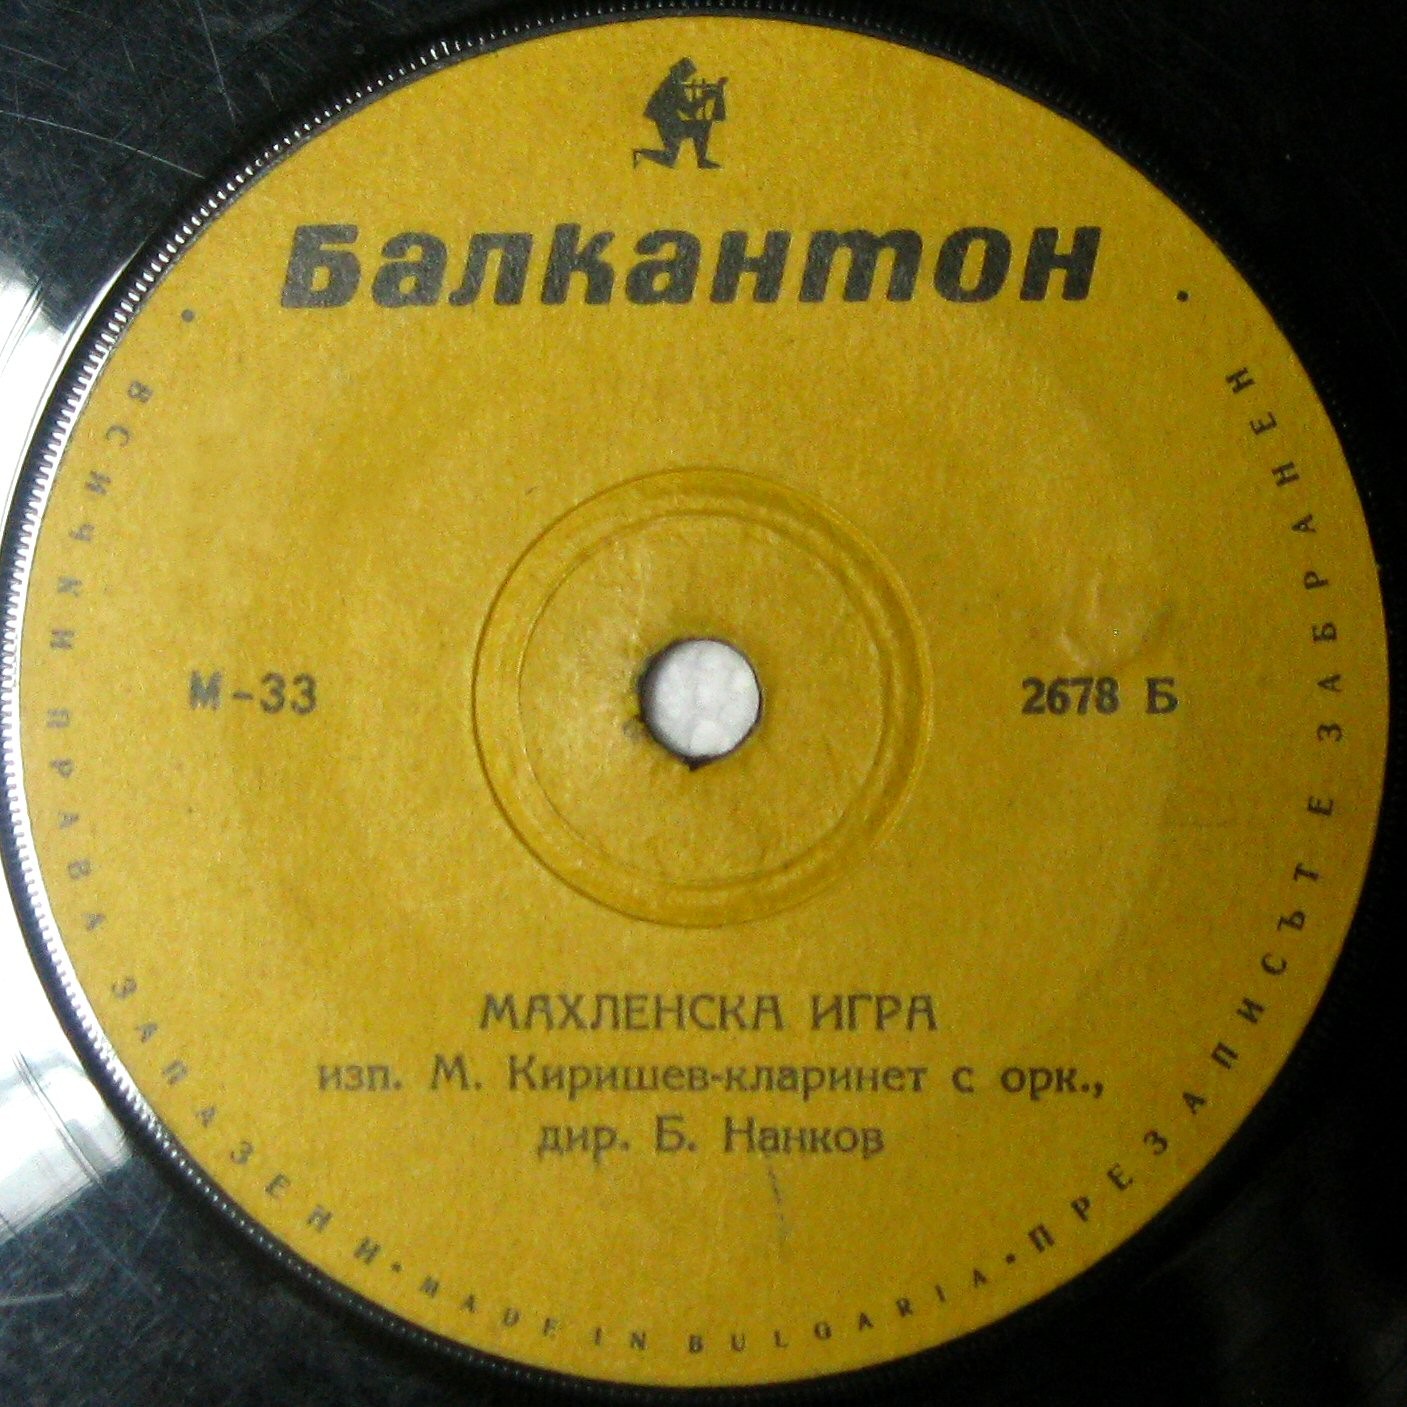 Балкантон
М-33
2678 Б
МАХЛЕНСКА ИГРА
изп. М. Киришев-кларинет с орк.,
дир. Б. Нанков
ВСИЧКИ ПРАВА ЗАПАЗЕНИ • MADE IN BULGARIA • ПРЕЗАПИСЪТ Е ЗАБРАНЕН